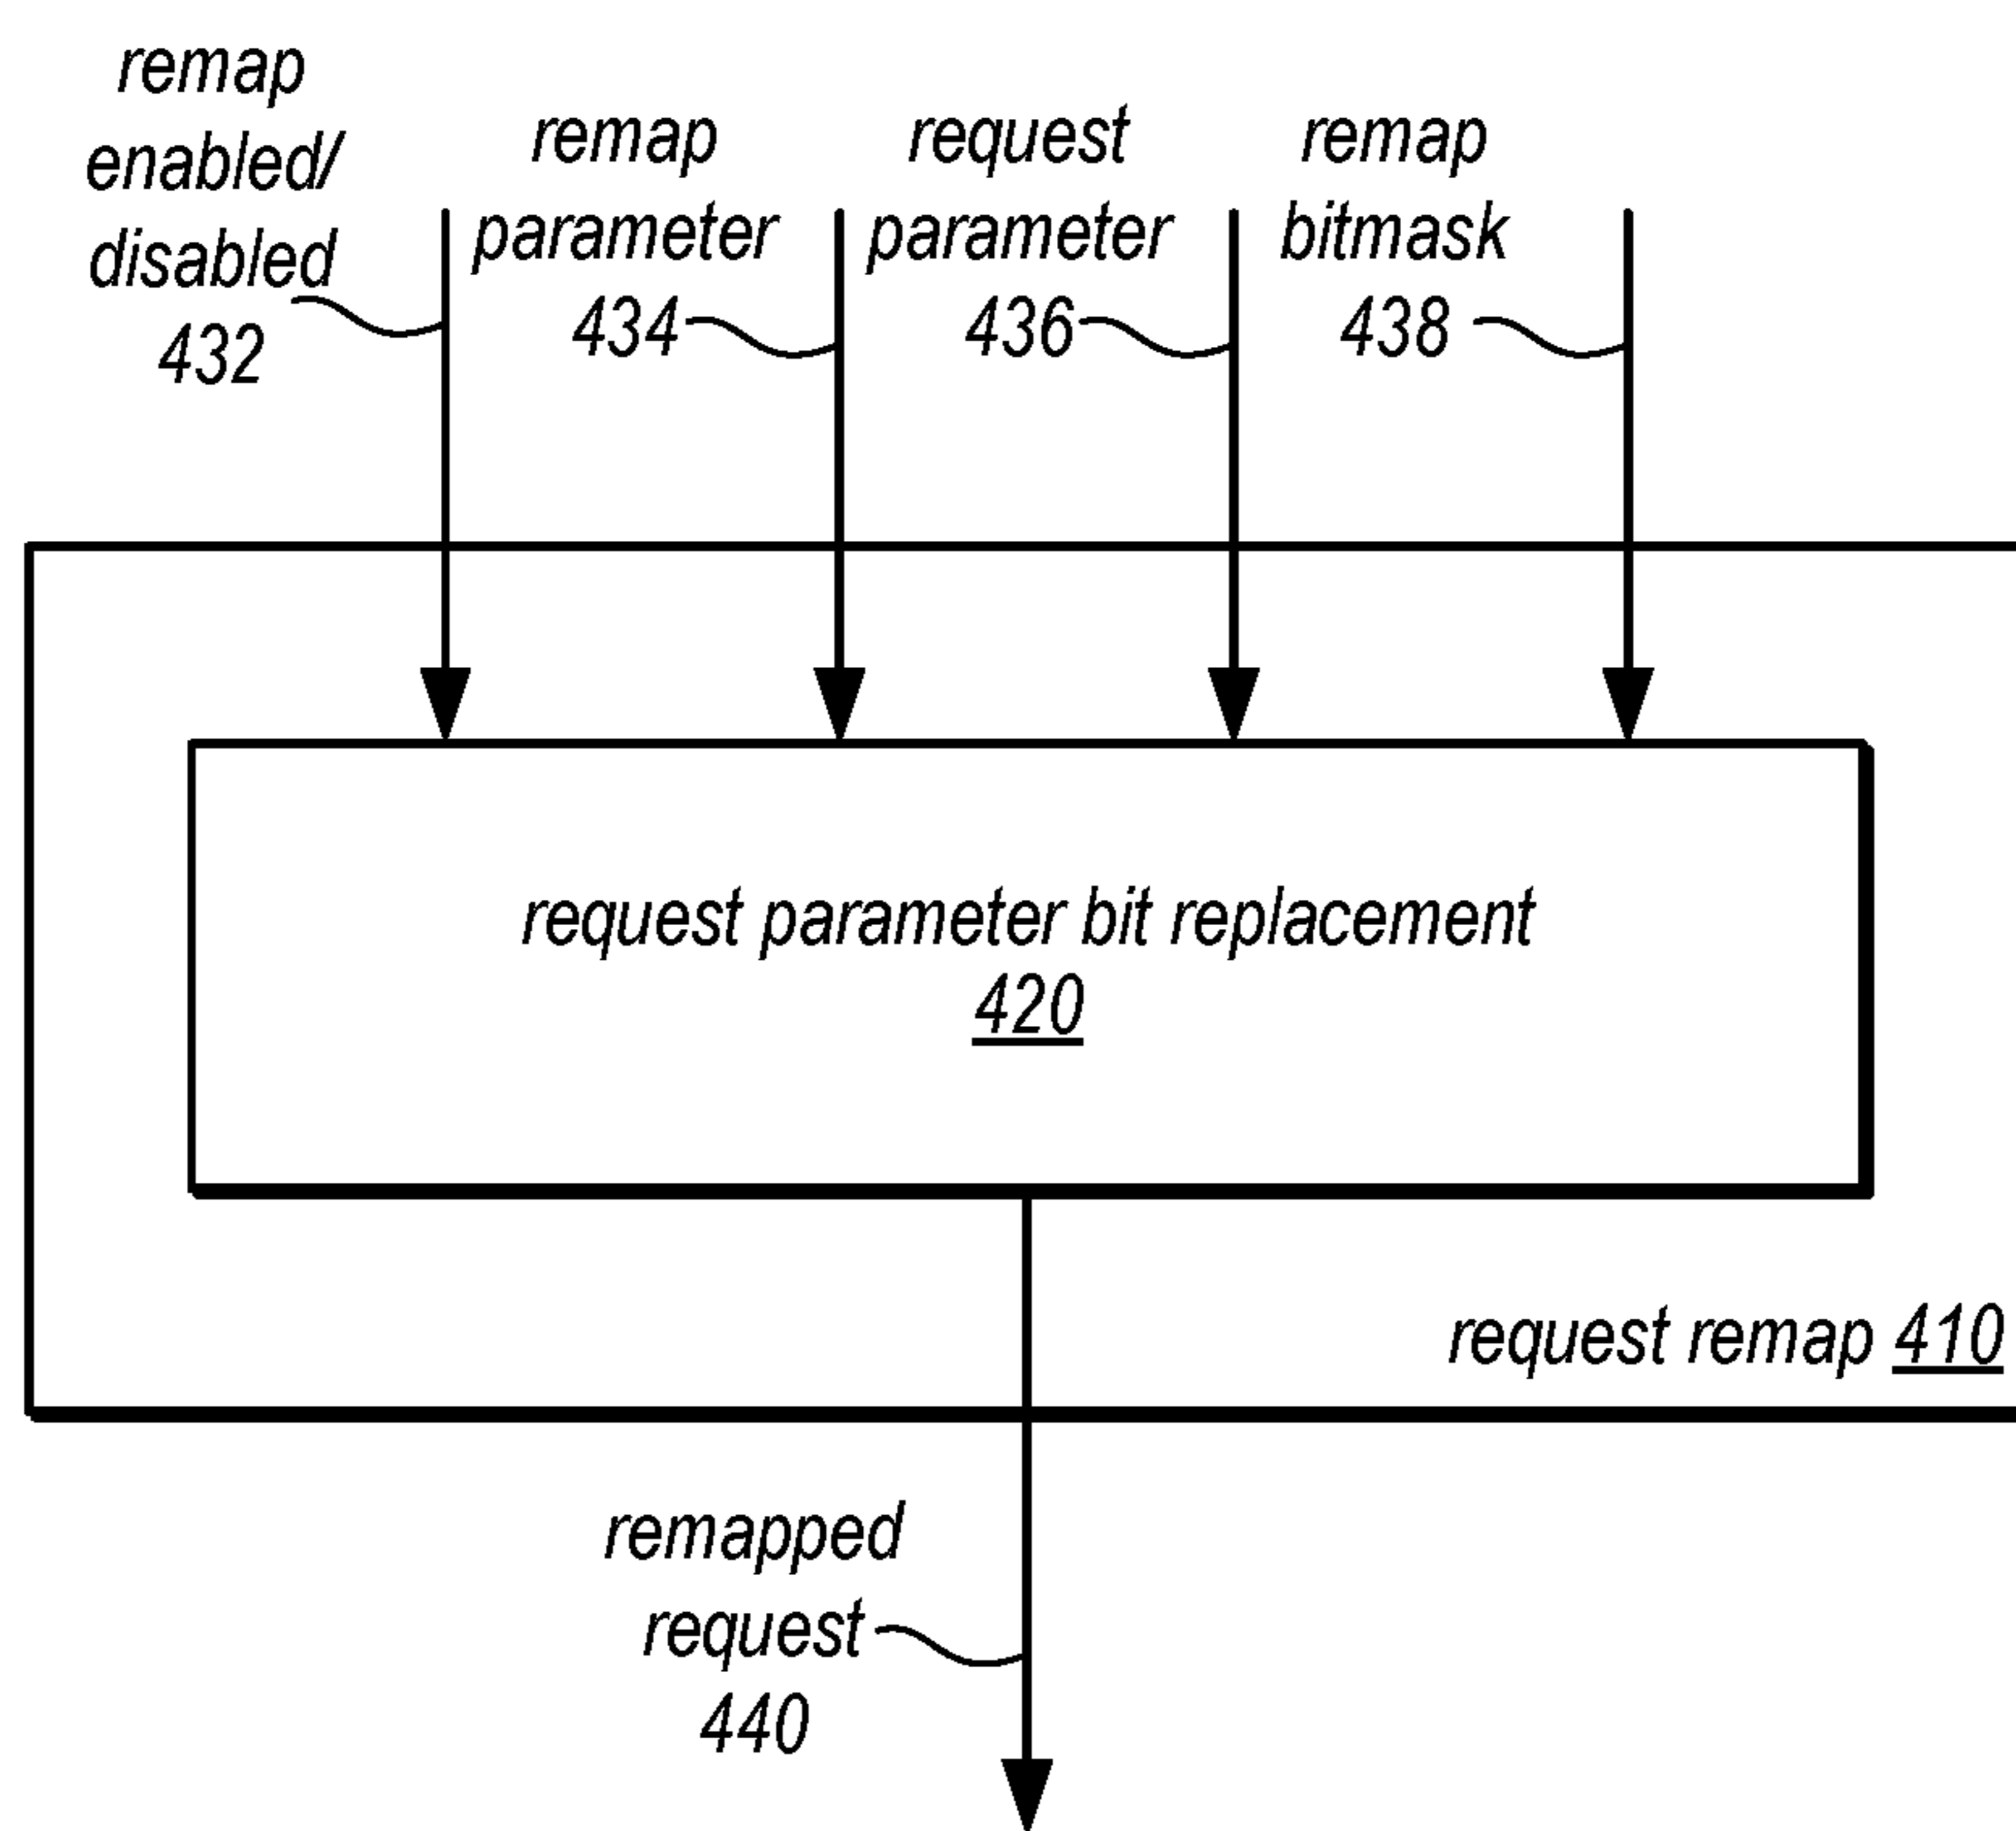 remap
enabled/
disabled
432
remap
parameter
434
request
parameter
436
remap
bitmask
438
request parameter bit replacement
420
request remap 410
remapped
request
440